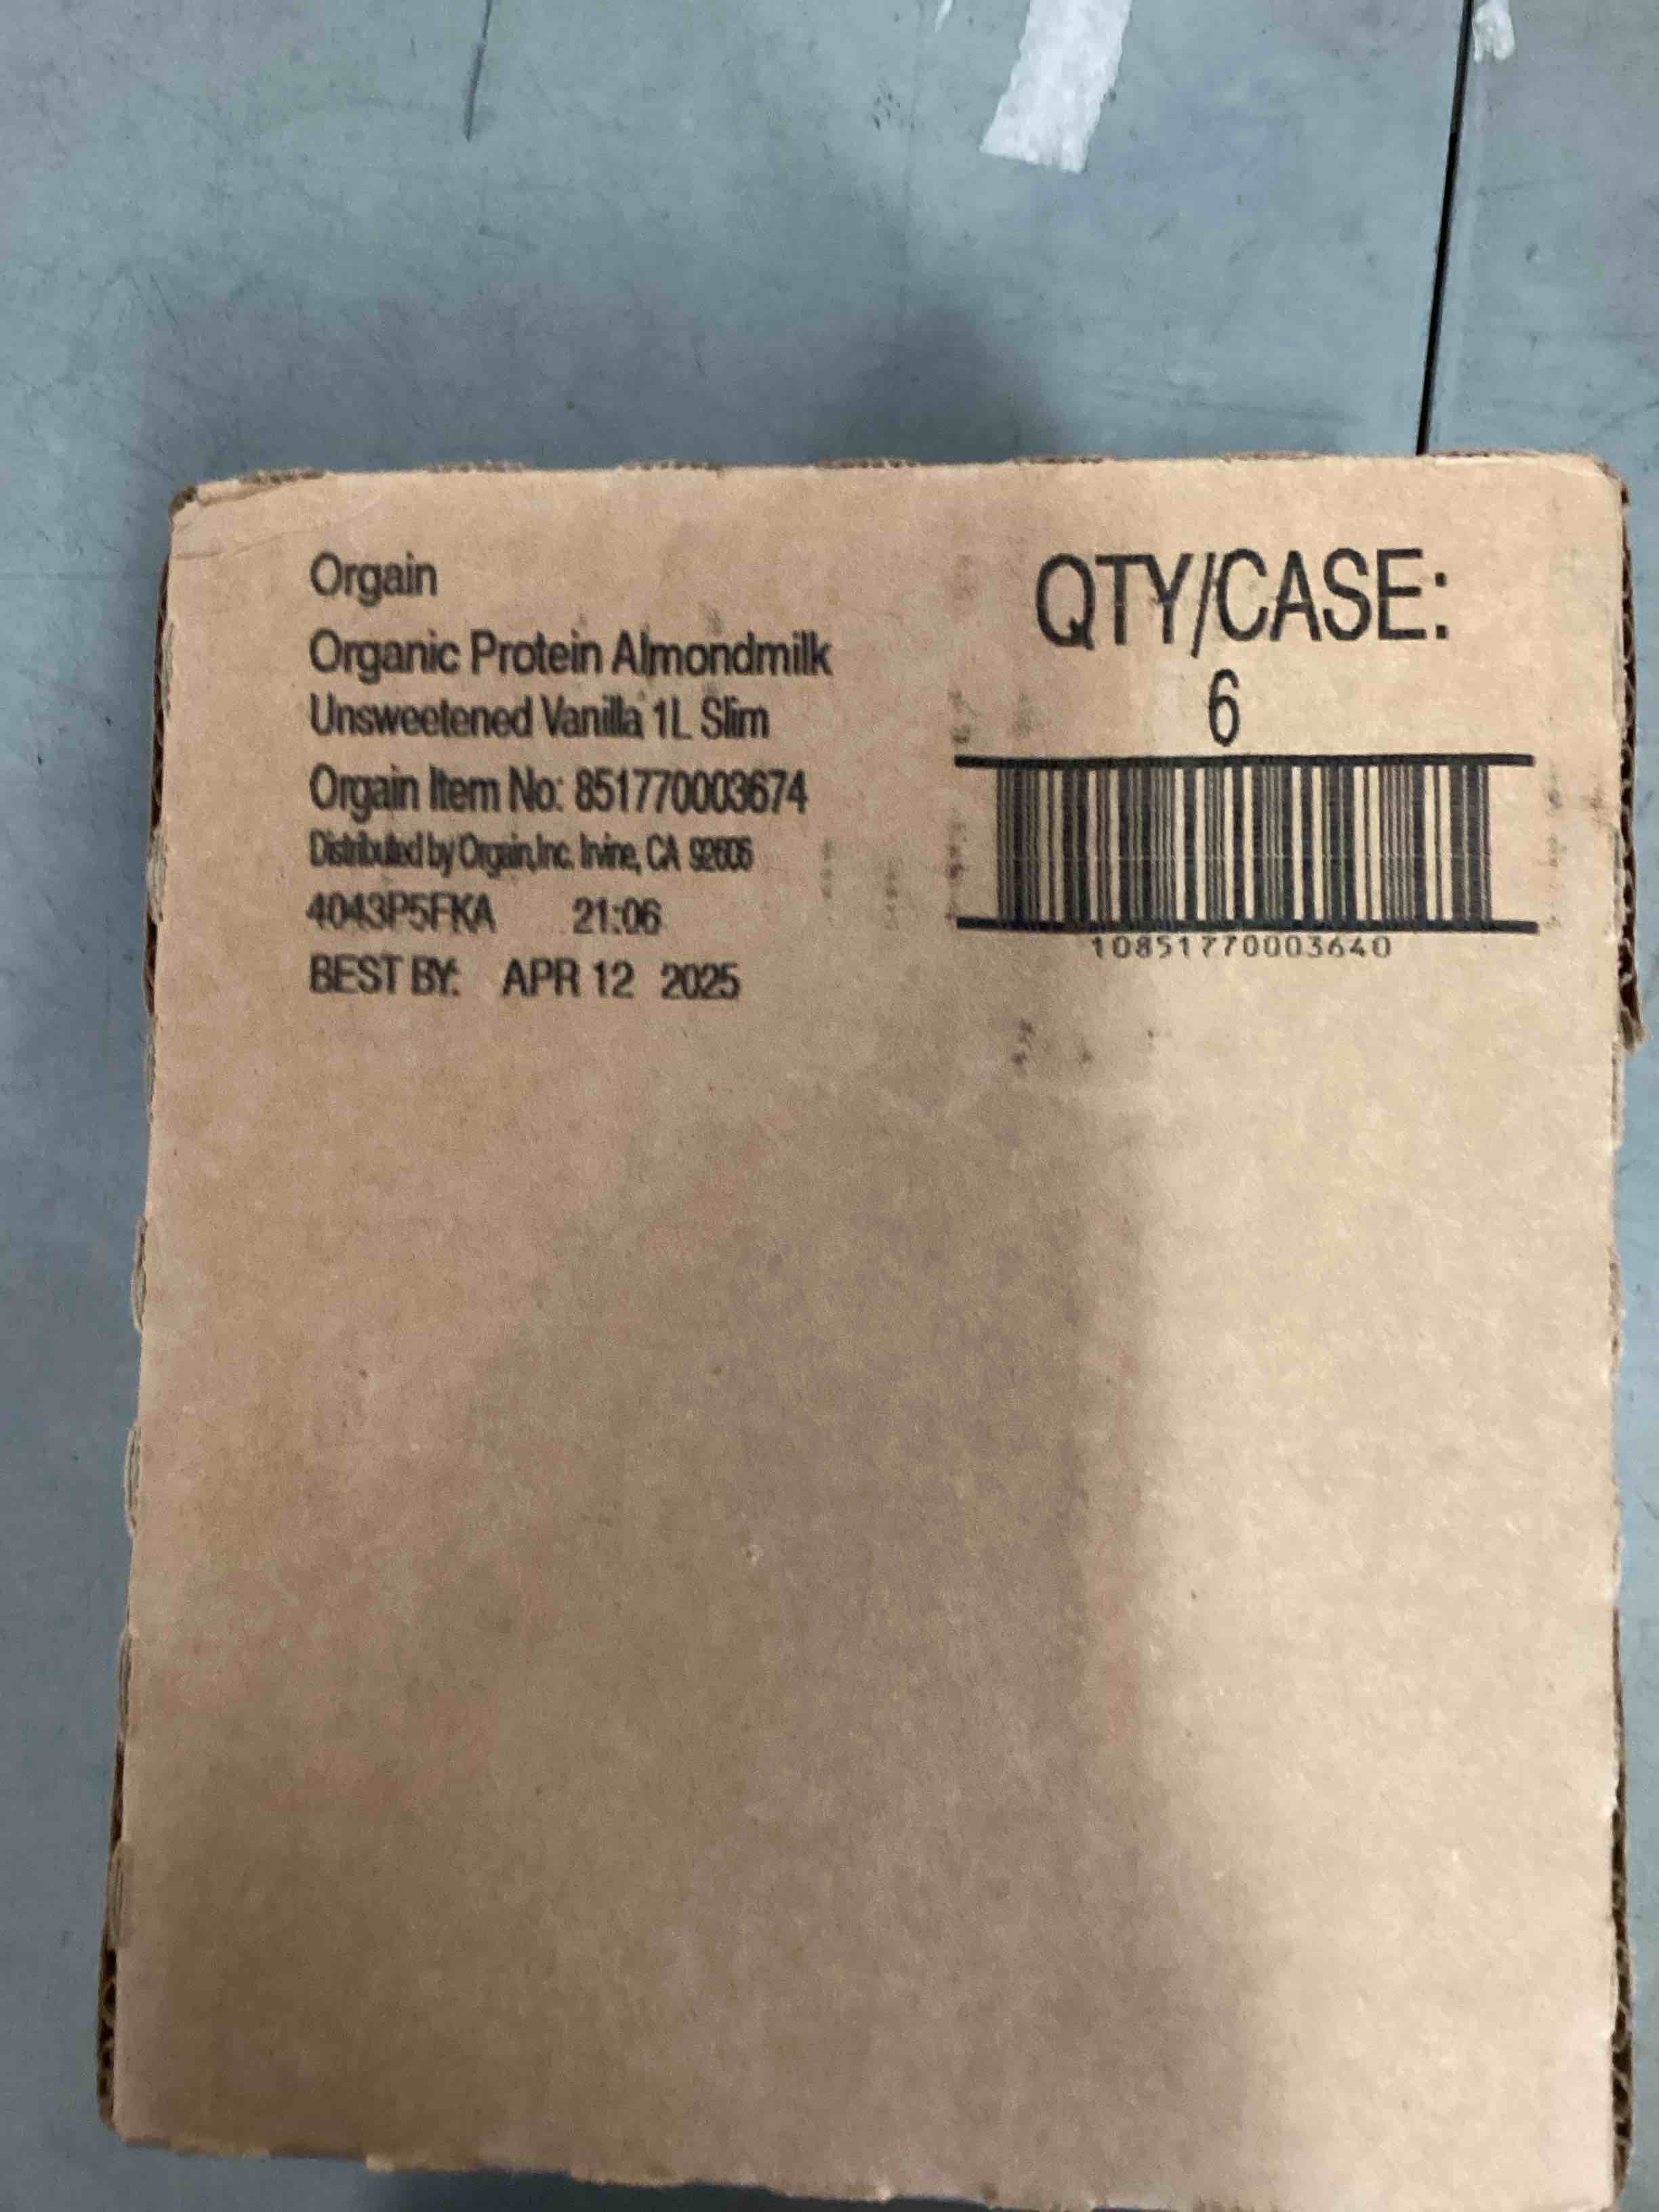 Orgain
Organic Protein Almondmilk
Unsweetened Vanilla 1L Slim
Orgain Item No: 851770003674
Distributed by Orgain,Inc. Irvine, CA 92606
4043P5FKA 21:06
BEST BY: APR 12 2025
QTY/CASE:
6
10851770003640